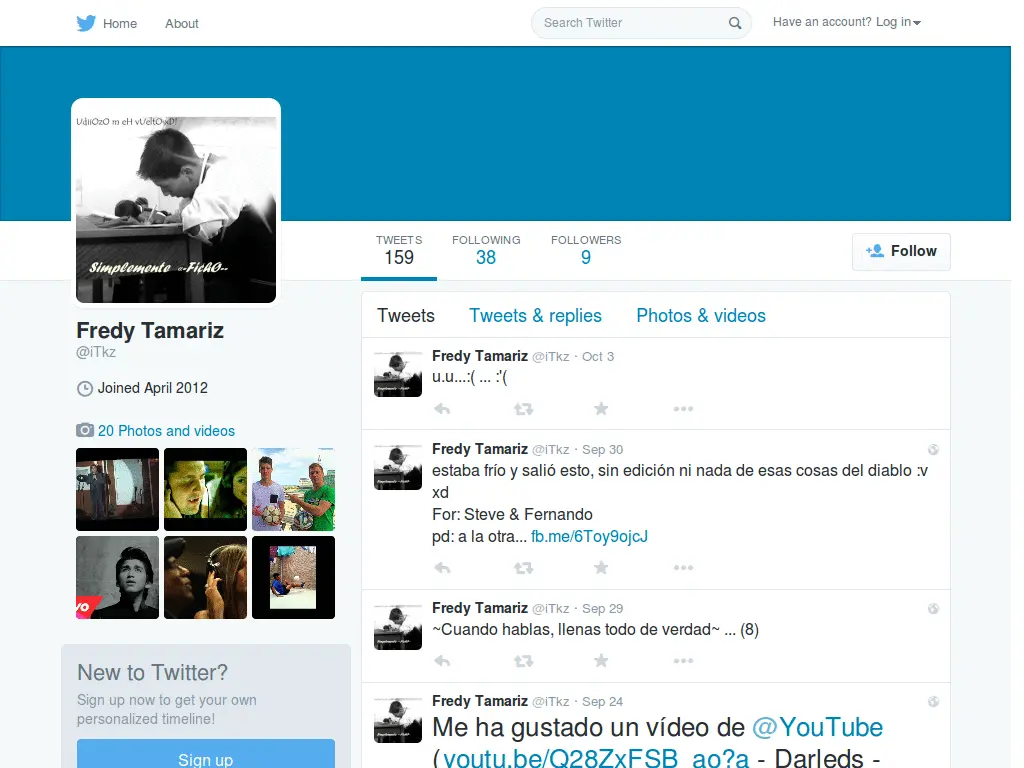 Home
About
Search Twitter
Have an account? Log in
Simplemente «-FichO--
TWEETS
159
FOLLOWING
38
FOLLOWERS
9
Follow
Fredy Tamariz
@iTkz
Joined April 2012
20 Photos and videos
New to Twitter?
Sign up now to get your own
personalized timeline!
Sign up
Tweets
Tweets & replies
Photos & videos
Fredy Tamariz @iTkz · Oct 3
u.u...:( ... :'(
Fredy Tamariz @iTkz · Sep 30
estaba frío y salió esto, sin edición ni nada de esas cosas del diablo :v
xd
For: Steve & Fernando
pd: a la otra... fb.me/6Toy9ojcJ
Fredy Tamariz @iTkz · Sep 29
~Cuando hablas, llenas todo de verdad~ ... (8)
Fredy Tamariz @iTkz · Sep 24
Me ha gustado un vídeo de @YouTube
(youtu.be/Q28ZxFSB_ao?a - Darleds -